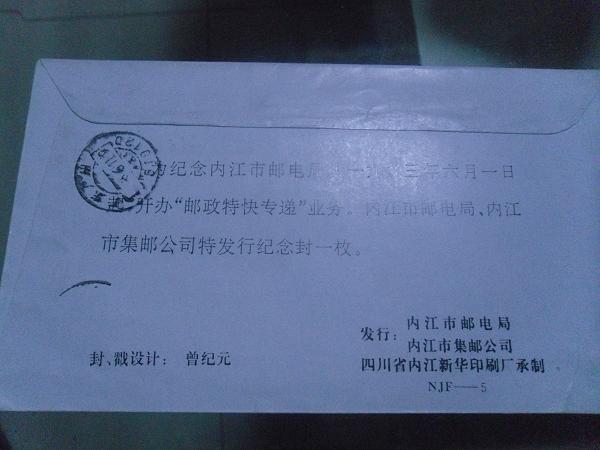 为纪念内江市邮电局 一九 三年六月一日
开办“邮政特快专递”业务。内江市邮电局、内江
市集邮公司特发行纪念封一枚。
发行：内江市邮电局
内江市集邮公司
封、戳设计： 曾纪元
四川省内江新华印刷厂承制
NJF——5